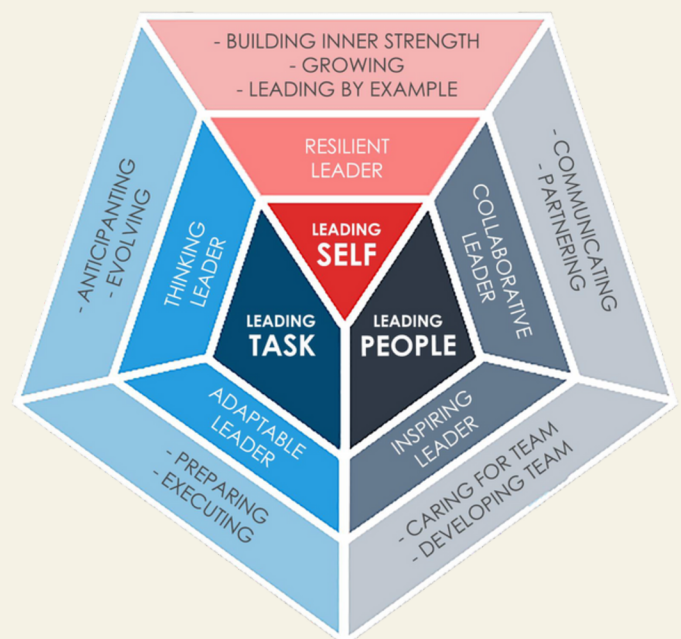 - BUILDING INNER STRENGTH
- GROWING
- LEADING BY EXAMPLE
RESILIENT
LEADER
LEADING
SELF
- ANTICIPANTING
- EVOLVING
THINKING
LEADER
LEADING
TASK
LEADING
PEOPLE
COLLABORATIVE
LEADER
- COMMUNICATING
- PARTNERING
ADAPTABLE
LEADER
- PREPARING
- EXECUTING
INSPIRING
LEADER
- CARING FOR TEAM
- DEVELOPING TEAM